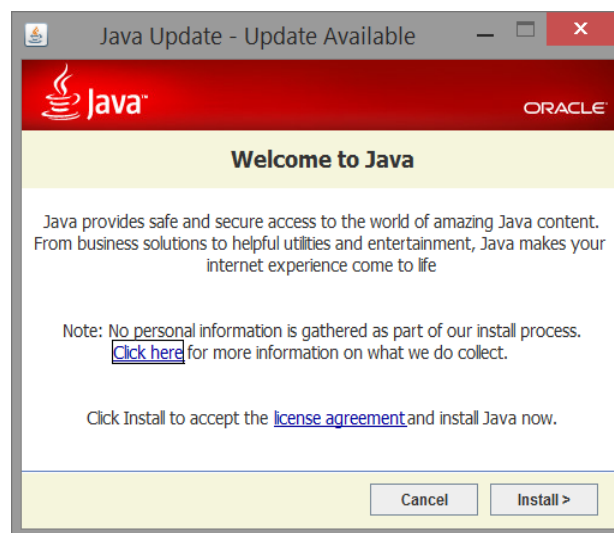 Java Update - Update Available
Java™
ORACLE
Welcome to Java
Java provides safe and secure access to the world of amazing Java content.
From business solutions to helpful utilities and entertainment, Java makes your
internet experience come to life
Note: No personal information is gathered as part of our install process.
Click here for more information on what we do collect.
Click Install to accept the license agreement and install Java now.
Cancel
Install >